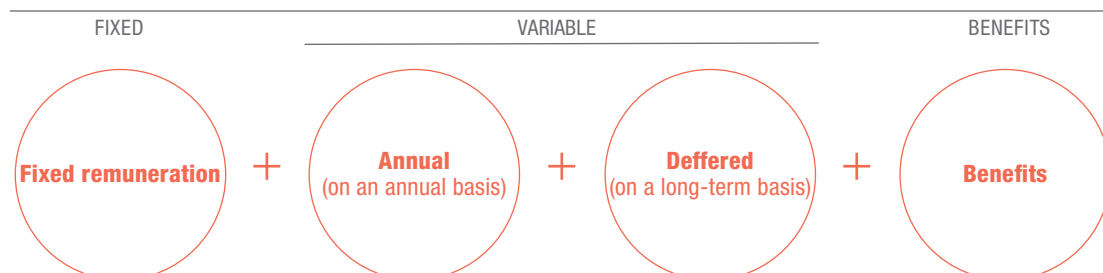 FIXED
VARIABLE
BENEFITS
Fixed remuneration
+
Annual
(on an annual basis)
+
Deffered
(on a long-term basis)
+
Benefits